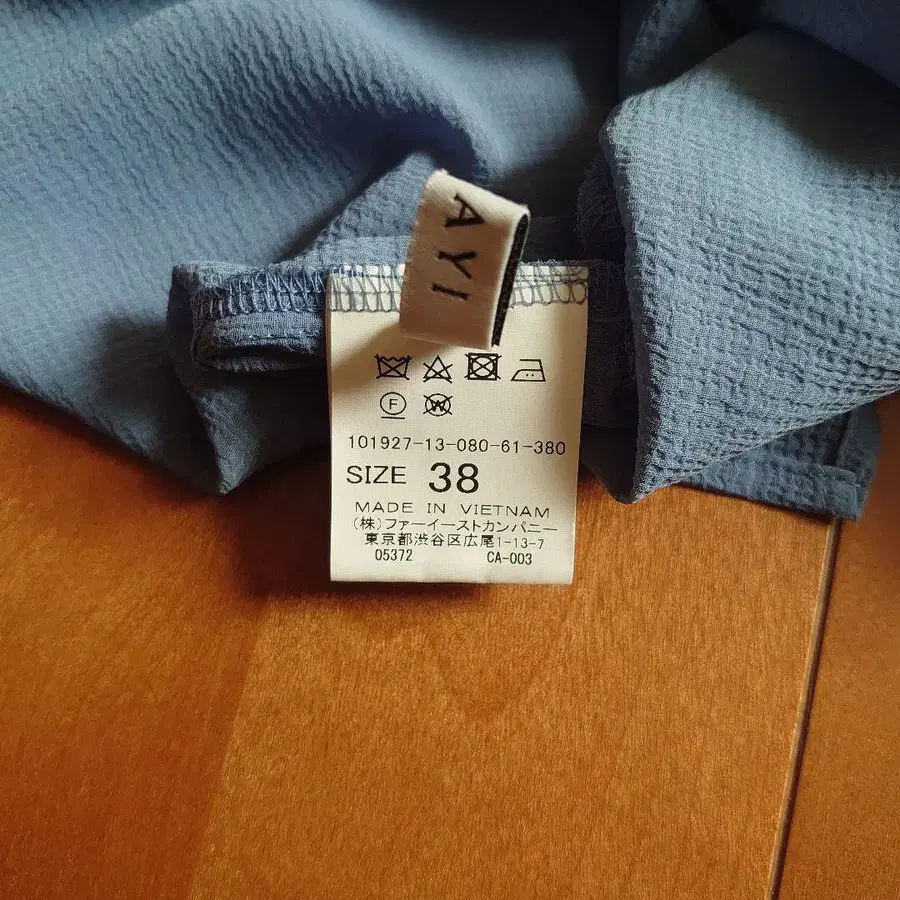 AYI
F
W
101927-13-080-61-380
SIZE 38
MADE IN VIETNAM
(株)ファーイーストカンパニー
東京都渋谷区広尾1-13-7
05372 CA-003